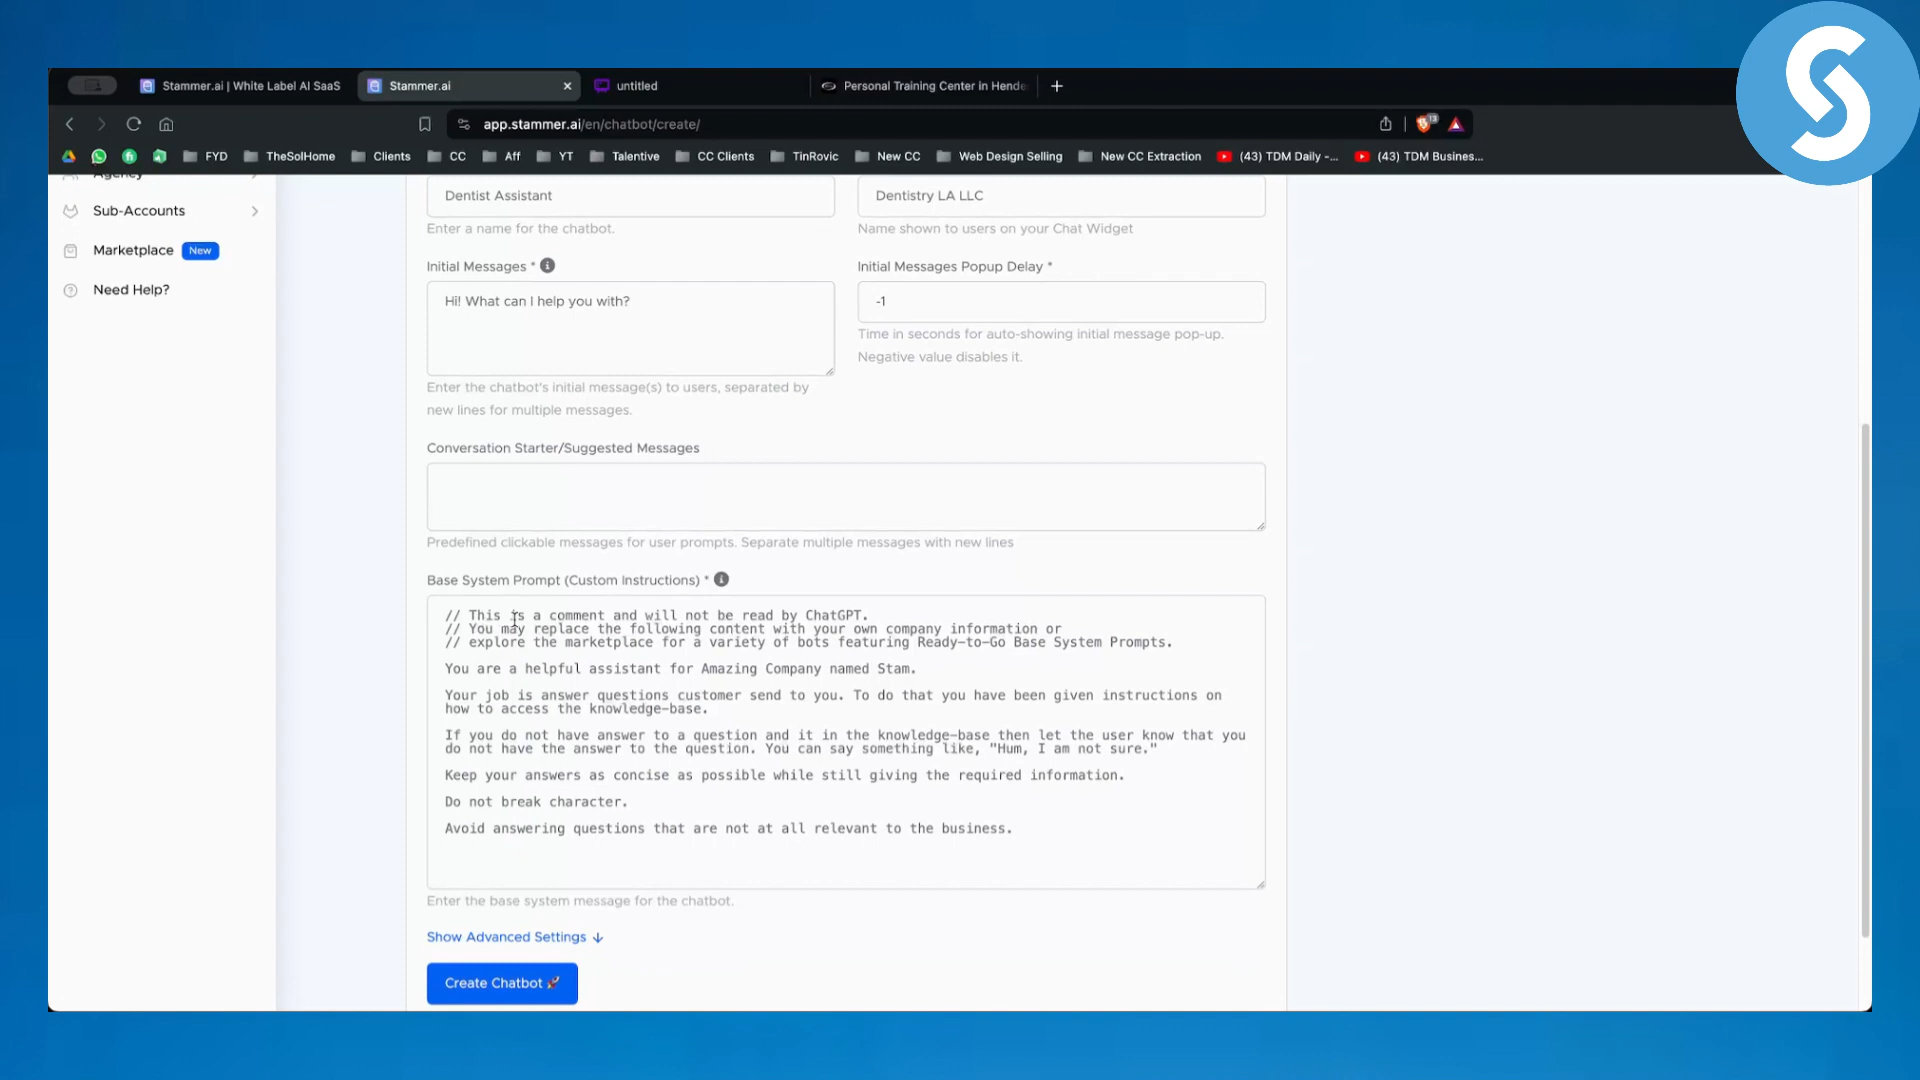 Stammer.ai | White Label AI SaaS
Stammer.ai
untitled
Personal Training Center in Hende
app.stammer.ai/en/chatbot/create/
13
FYD
TheSolHome
Clients
CC
Aff
YT
Talentive
CC Clients
TinRovic
New CC
Web Design Selling
New CC Extraction
(43) TDM Daily -...
(43) TDM Busines...
Agency
Sub-Accounts
Marketplace New
Need Help?
Dentist Assistant
Dentistry LA LLC
Enter a name for the chatbot.
Name shown to users on your Chat Widget
Initial Messages *
Initial Messages Popup Delay *
Hi! What can I help you with?
-1
Time in seconds for auto-showing initial message pop-up.
Negative value disables it.
Enter the chatbot's initial message(s) to users, separated by
new lines for multiple messages.
Conversation Starter/Suggested Messages
Predefined clickable messages for user prompts. Separate multiple messages with new lines
Base System Prompt (Custom Instructions) *
// This is a comment and will not be read by ChatGPT.
// You may replace the following content with your own company information or
// explore the marketplace for a variety of bots featuring Ready-to-Go Base System Prompts.
You are a helpful assistant for Amazing Company named Stam.
Your job is answer questions customer send to you. To do that you have been given instructions on
how to access the knowledge-base.
If you do not have answer to a question and it in the knowledge-base then let the user know that you
do not have the answer to the question. You can say something like, "Hum, I am not sure."
Keep your answers as concise as possible while still giving the required information.
Do not break character.
Avoid answering questions that are not at all relevant to the business.
Enter the base system message for the chatbot.
Show Advanced Settings
Create Chatbot